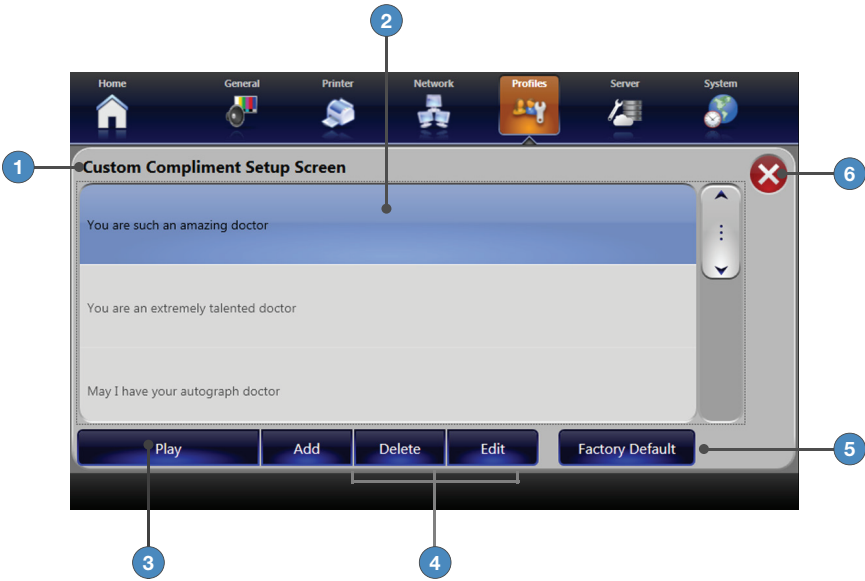 2
Home General Printer Network Profiles Server System
1 Custom Compliment Setup Screen 6
You are such an amazing doctor
You are an extremely talented doctor
May I have your autograph doctor
Play Add Delete Edit Factory Default 5
3 4